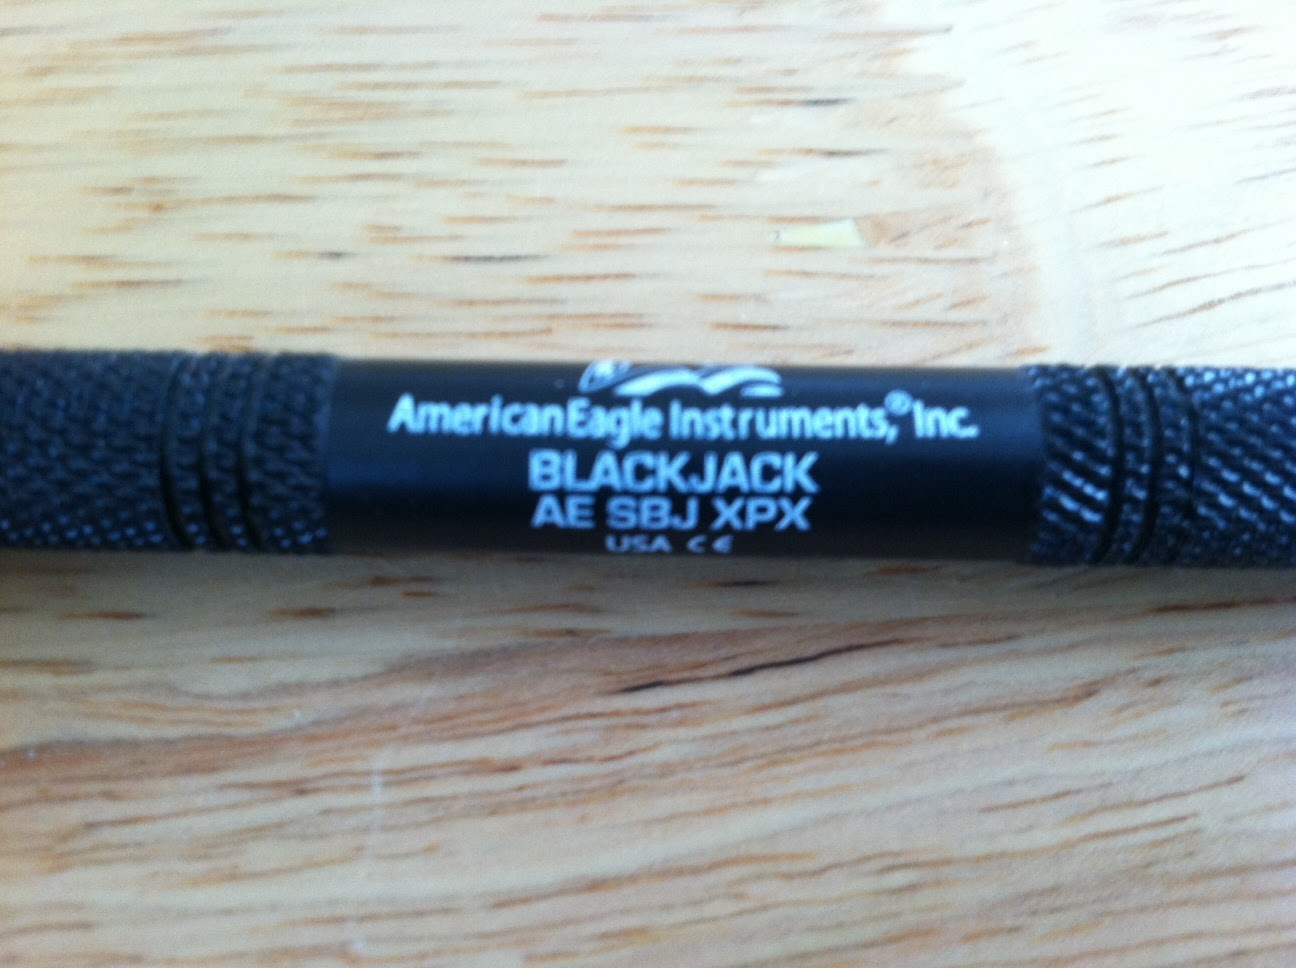 AmericanEagle Instruments,® Inc.
BLACKJACK
AE SBJ XPX
USA CE